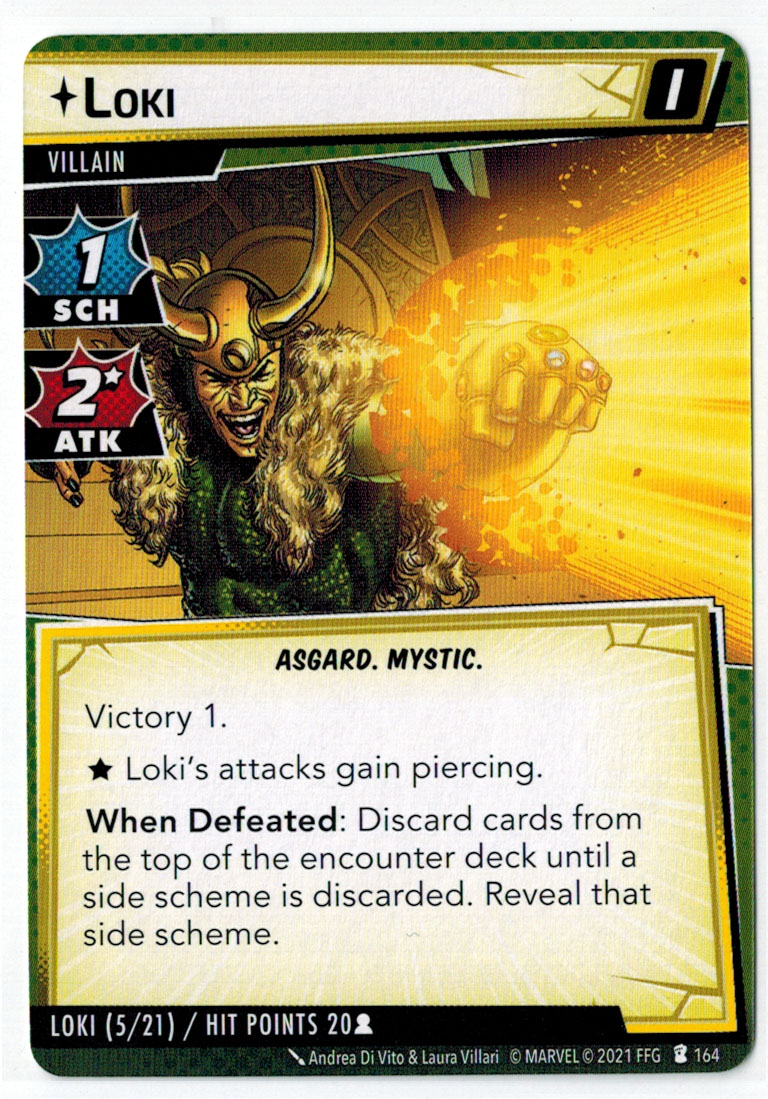 Loki
I
VILLAIN
1
SCH
2★
ATK
ASGARD. MYSTIC.
Victory 1.
★ Loki's attacks gain piercing.
When Defeated: Discard cards from
the top of the encounter deck until a
side scheme is discarded. Reveal that
side scheme.
LOKI (5/21) / HIT POINTS 20
Andrea Di Vito & Laura Villari © MARVEL © 2021 FFG 164